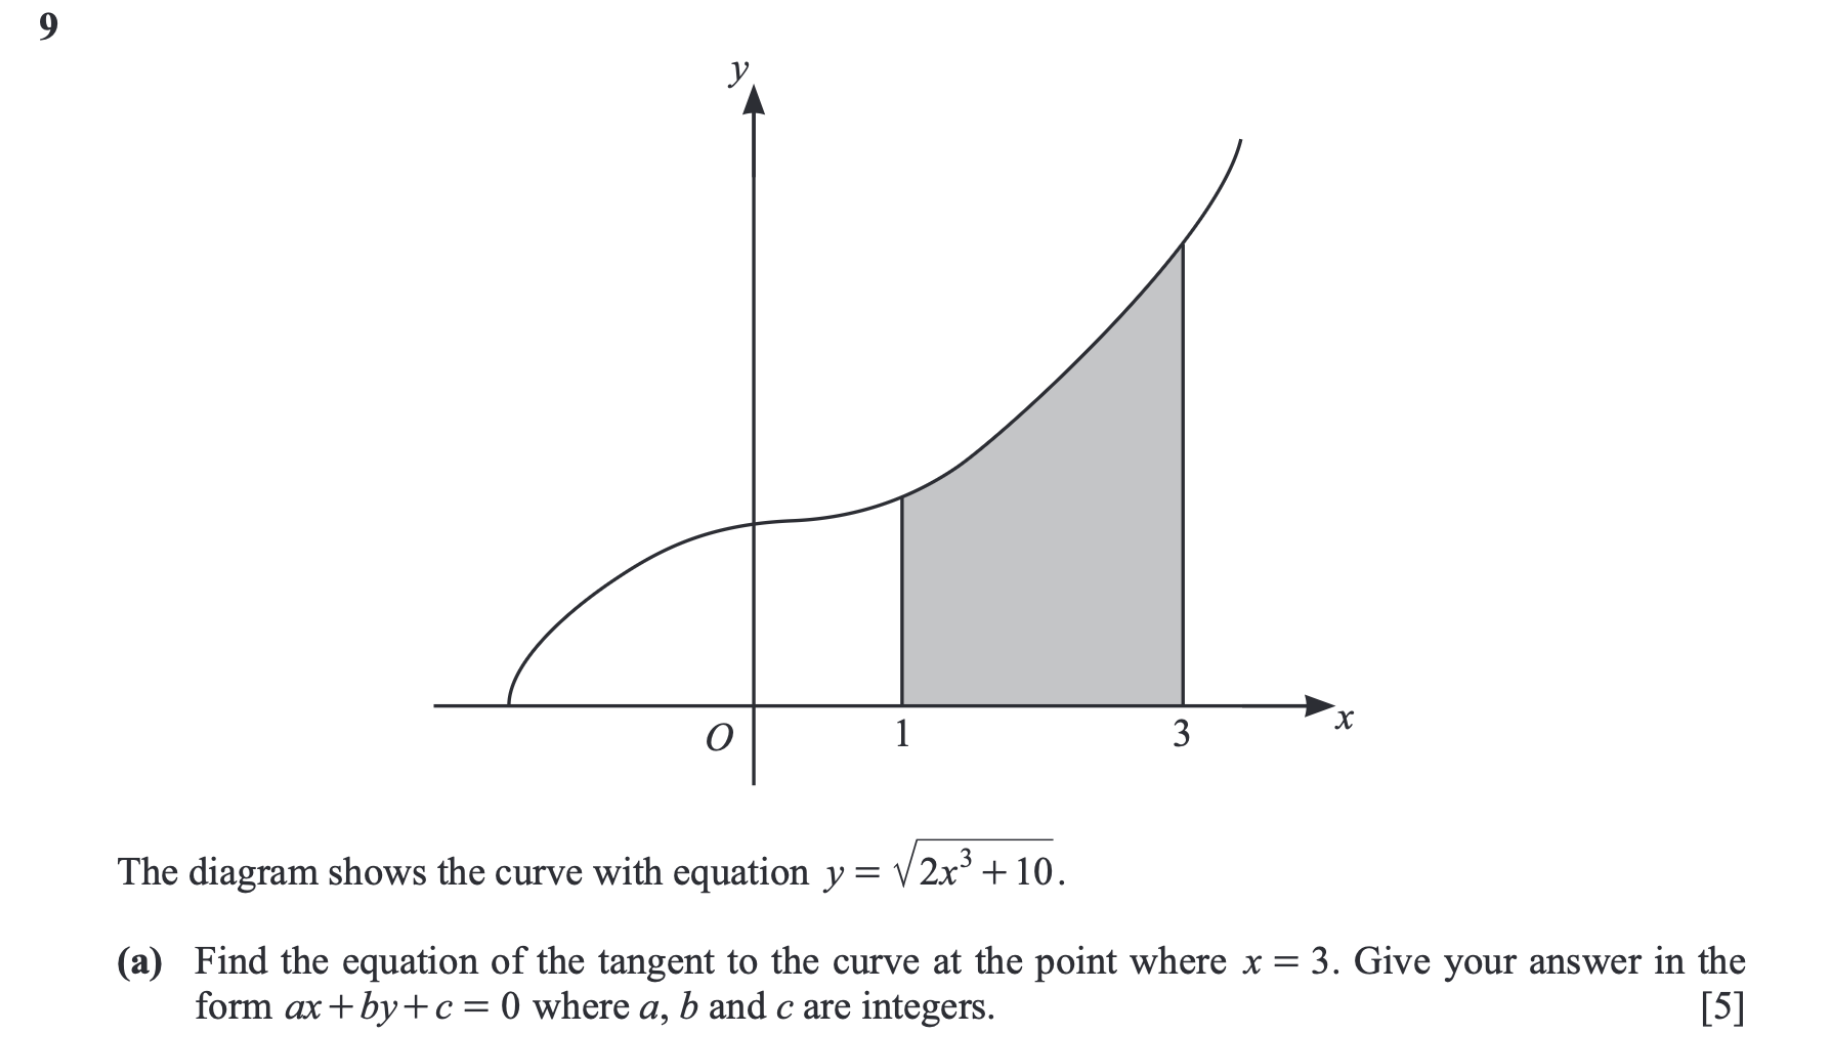 9
y
O
1
3
x
The diagram shows the curve with equation y = √(2x³ + 10).
(a) Find the equation of the tangent to the curve at the point where x = 3. Give your answer in the
form ax + by + c = 0 where a, b and c are integers. [5]